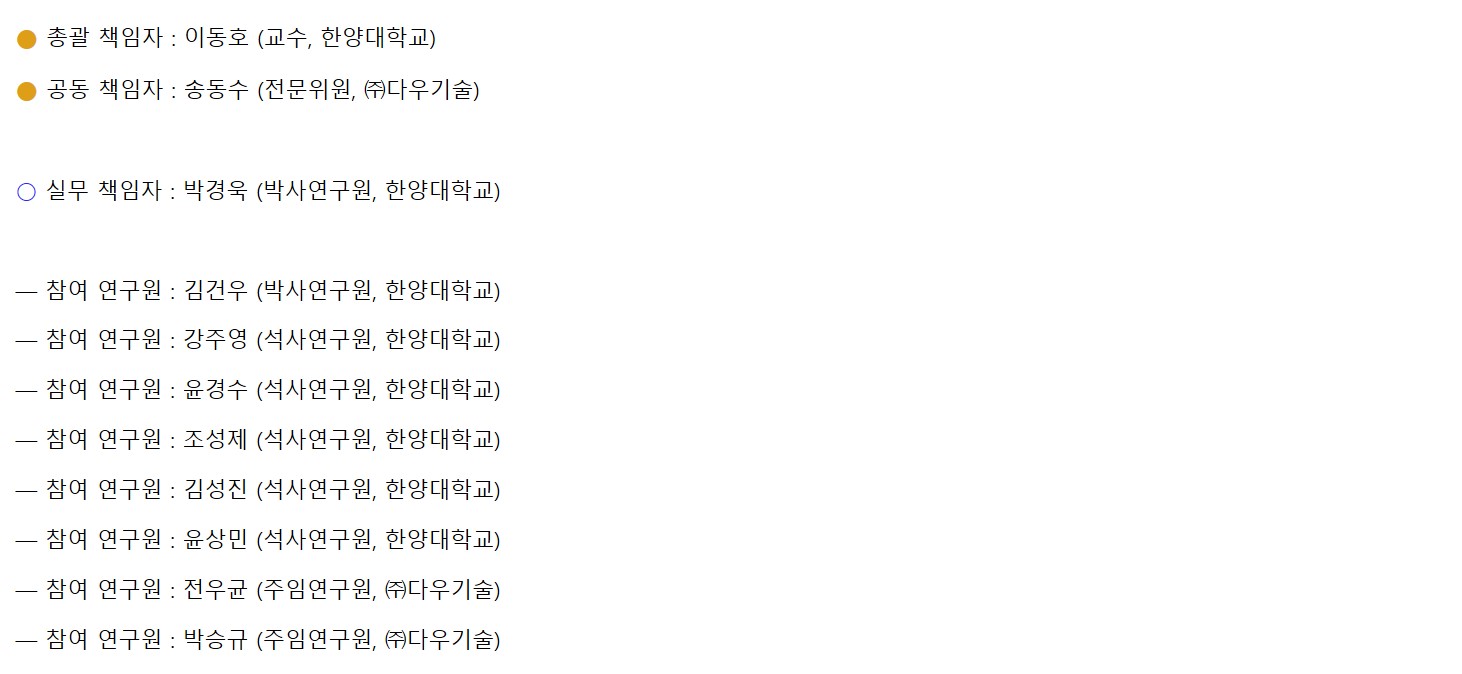 ● 총괄 책임자 : 이동호 (교수, 한양대학교)
● 공동 책임자 : 송동수 (전문위원, ㈜다우기술)
○ 실무 책임자 : 박경욱 (박사연구원, 한양대학교)
― 참여 연구원 : 김건우 (박사연구원, 한양대학교)
― 참여 연구원 : 강주영 (석사연구원, 한양대학교)
― 참여 연구원 : 윤경수 (석사연구원, 한양대학교)
― 참여 연구원 : 조성제 (석사연구원, 한양대학교)
― 참여 연구원 : 김성진 (석사연구원, 한양대학교)
― 참여 연구원 : 윤상민 (석사연구원, 한양대학교)
― 참여 연구원 : 전우균 (주임연구원, ㈜다우기술)
― 참여 연구원 : 박승규 (주임연구원, ㈜다우기술)